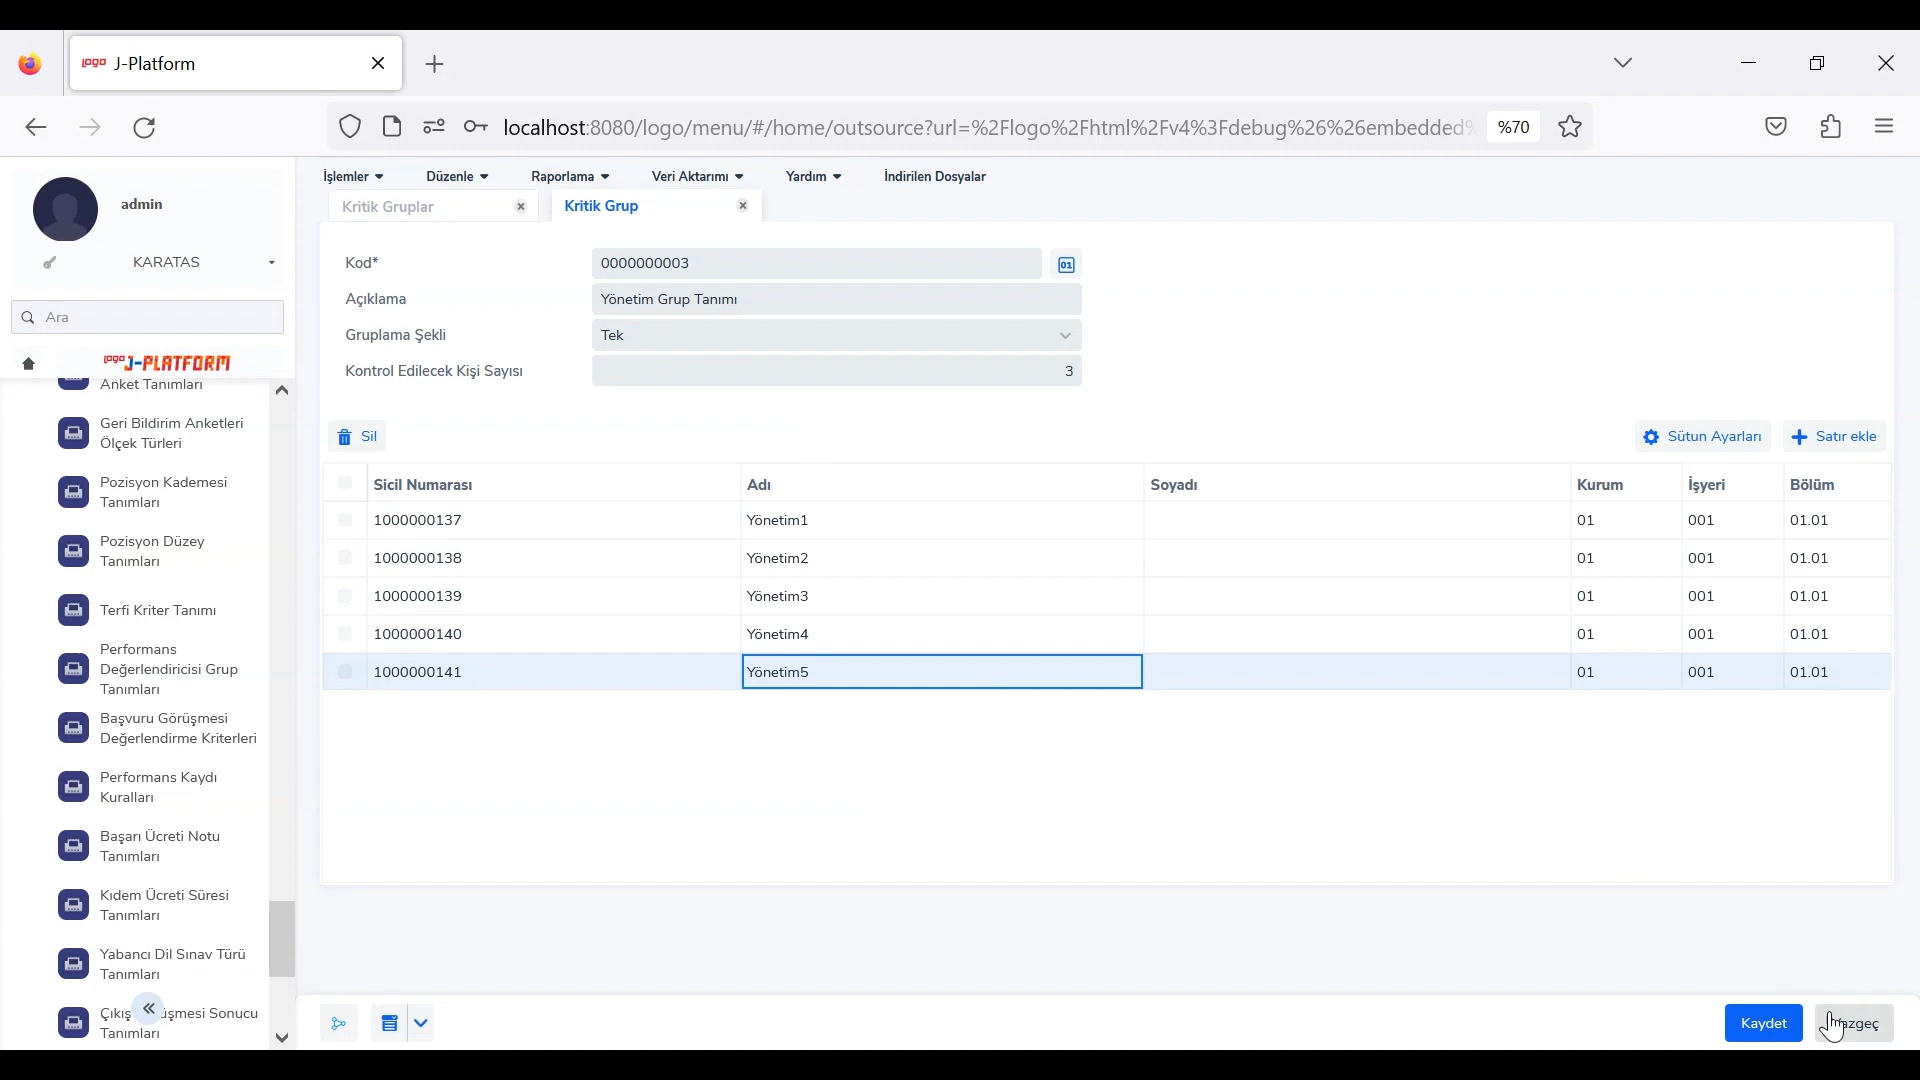 logo J-Platform
localhost:8080/logo/menu/#/home/outsource?url=%2Flogo%2Fhtml%2Fv4%3Fdebug%26%26embedded% %70
admin
KARATAS
Ara
logo J-PLATFORM
Anket Tanımları
Geri Bildirim Anketleri
Ölçek Türleri
Pozisyon Kademesi
Tanımları
Pozisyon Düzey
Tanımları
Terfi Kriter Tanımı
Performans
Değerlendiricisi Grup
Tanımları
Başvuru Görüşmesi
Değerlendirme Kriterleri
Performans Kaydı
Kuralları
Başarı Ücreti Notu
Tanımları
Kıdem Ücreti Süresi
Tanımları
Yabancı Dil Sınav Türü
Tanımları
Sonucu
Tanımları
İşlemler Düzenle Raporlama Veri Aktarımı Yardım İndirilen Dosyalar
Kritik Gruplar Kritik Grup
Kod* 0000000003 01
Açıklama Yönetim Grup Tanımı
Gruplama Şekli Tek
Kontrol Edilecek Kişi Sayısı 3
Sil Sütun Ayarları Satır ekle
Sicil Numarası Adı Soyadı Kurum İşyeri Bölüm
1000000137 Yönetim1 01 001 01.01
1000000138 Yönetim2 01 001 01.01
1000000139 Yönetim3 01 001 01.01
1000000140 Yönetim4 01 001 01.01
1000000141 Yönetim5 01 001 01.01
Kaydet